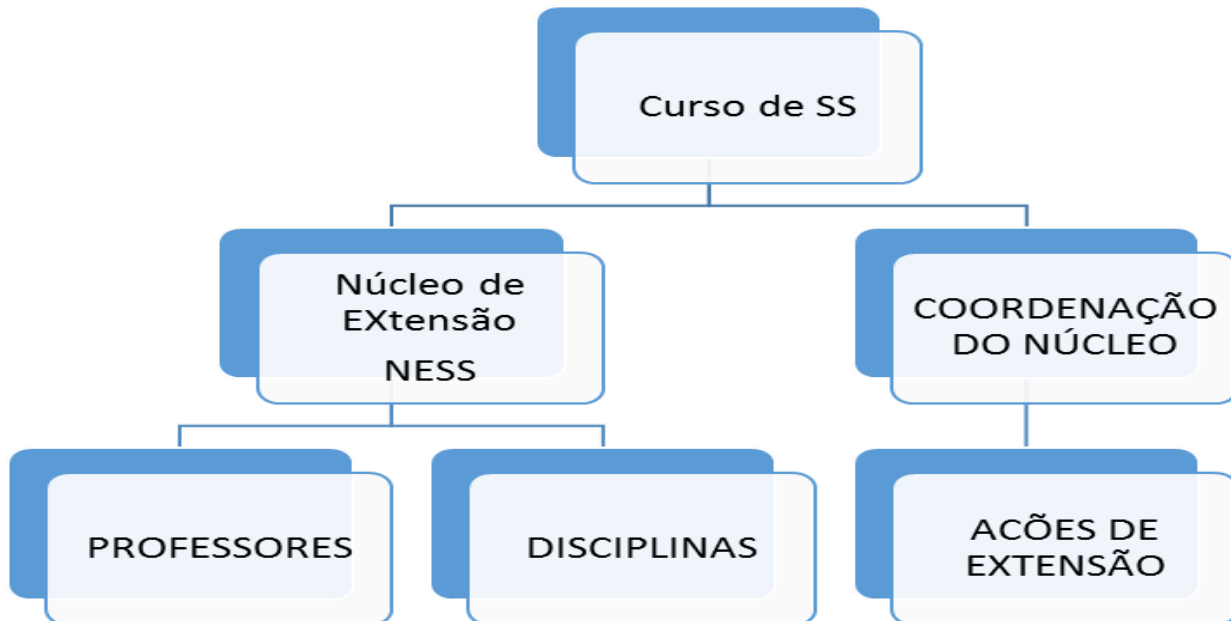 Curso de SS
Núcleo de
EXtensão
NESS
COORDENAÇÃO
DO NÚCLEO
PROFESSORES
DISCIPLINAS
ACÕES DE
EXTENSÃO